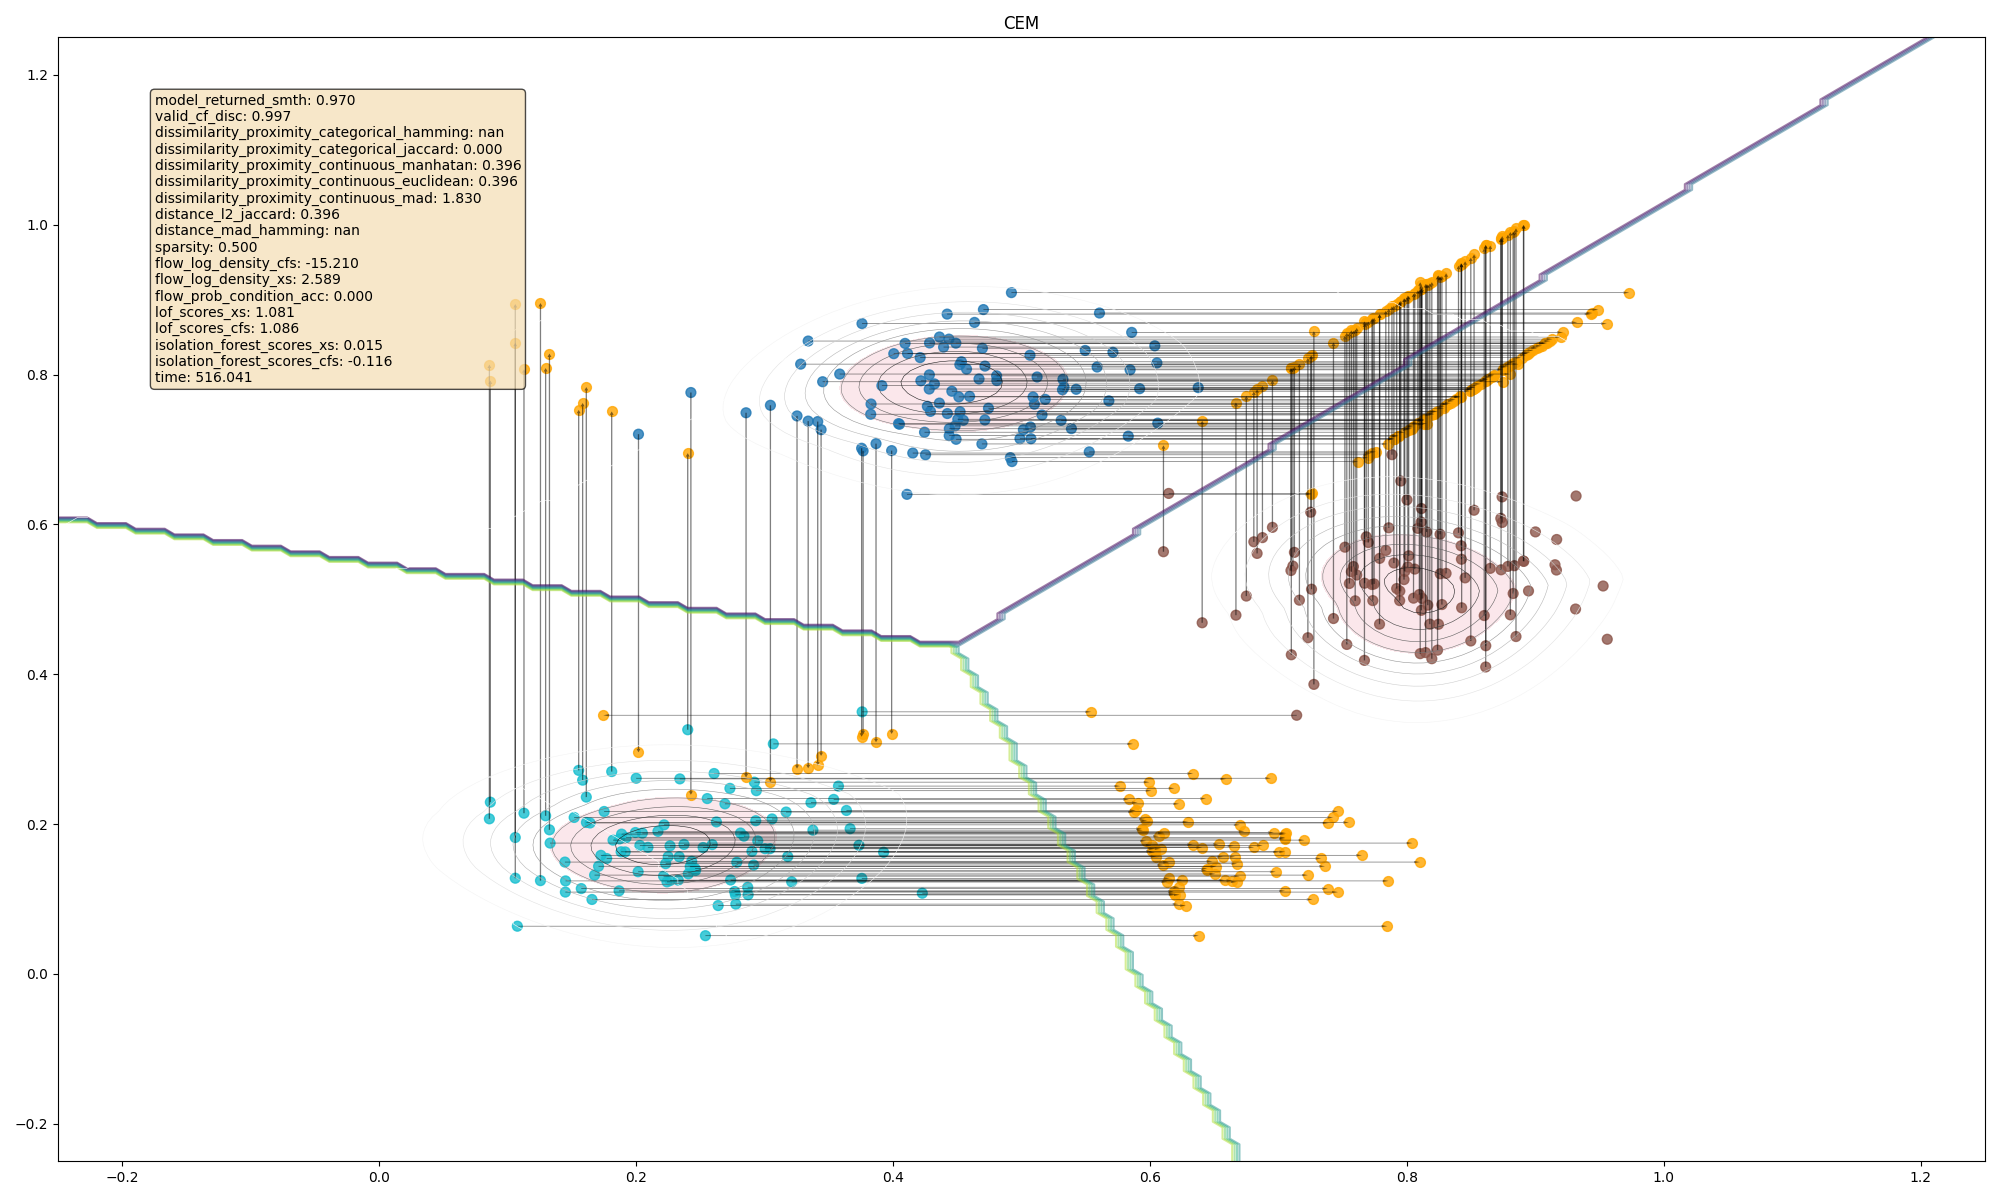 CEM
1.2
1.0
0.8
0.6
0.4
0.2
0.0
−0.2
model_returned_smth: 0.970
valid_cf_disc: 0.997
dissimilarity_proximity_categorical_hamming: nan
dissimilarity_proximity_categorical_jaccard: 0.000
dissimilarity_proximity_continuous_manhatan: 0.396
dissimilarity_proximity_continuous_euclidean: 0.396
dissimilarity_proximity_continuous_mad: 1.830
distance_l2_jaccard: 0.396
distance_mad_hamming: nan
sparsity: 0.500
flow_log_density_cfs: -15.210
flow_log_density_xs: 2.589
flow_prob_condition_acc: 0.000
lof_scores_xs: 1.081
lof_scores_cfs: 1.086
isolation_forest_scores_xs: 0.015
isolation_forest_scores_cfs: -0.116
time: 516.041
−0.2 0.0 0.2 0.4 0.6 0.8 1.0 1.2